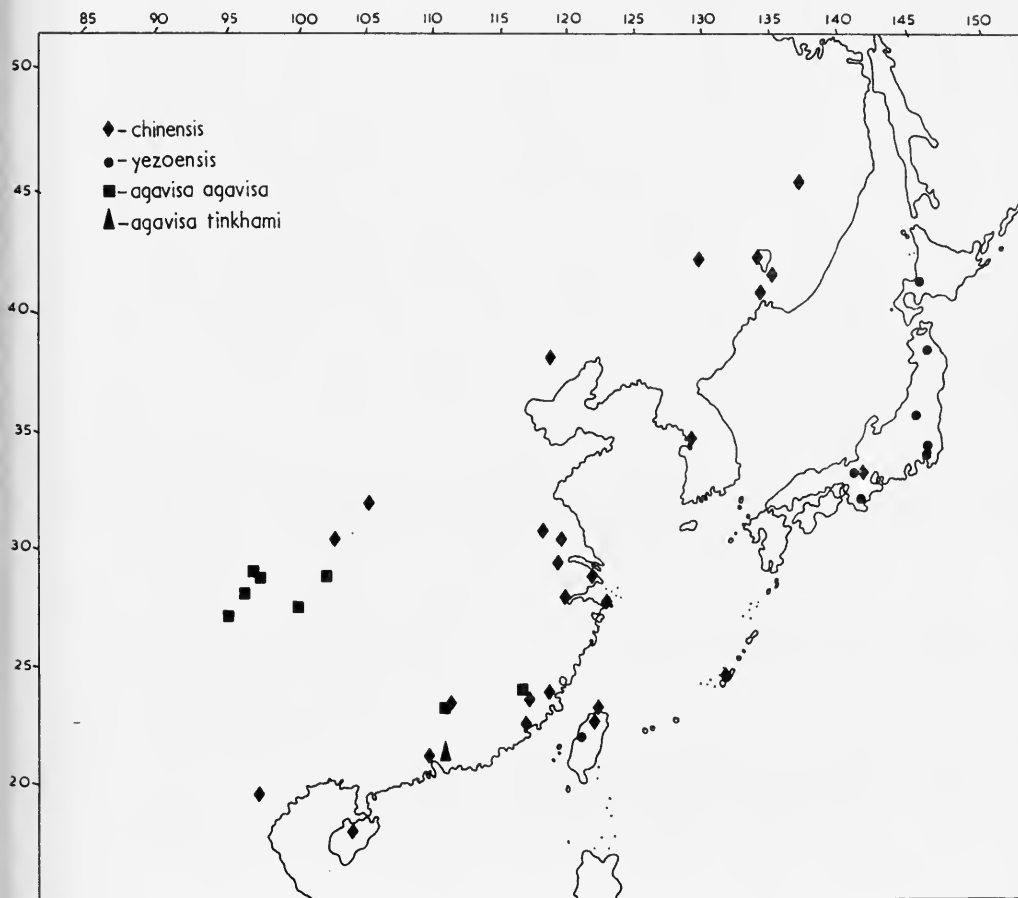 85 90 95 100 105 110 115 120 125 130 135 140 145 150
50
♦ - chinensis
● - yezoensis
■ - agavisa agavisa
▲ - agavisa tinkhami
45
40
35
30
25
20